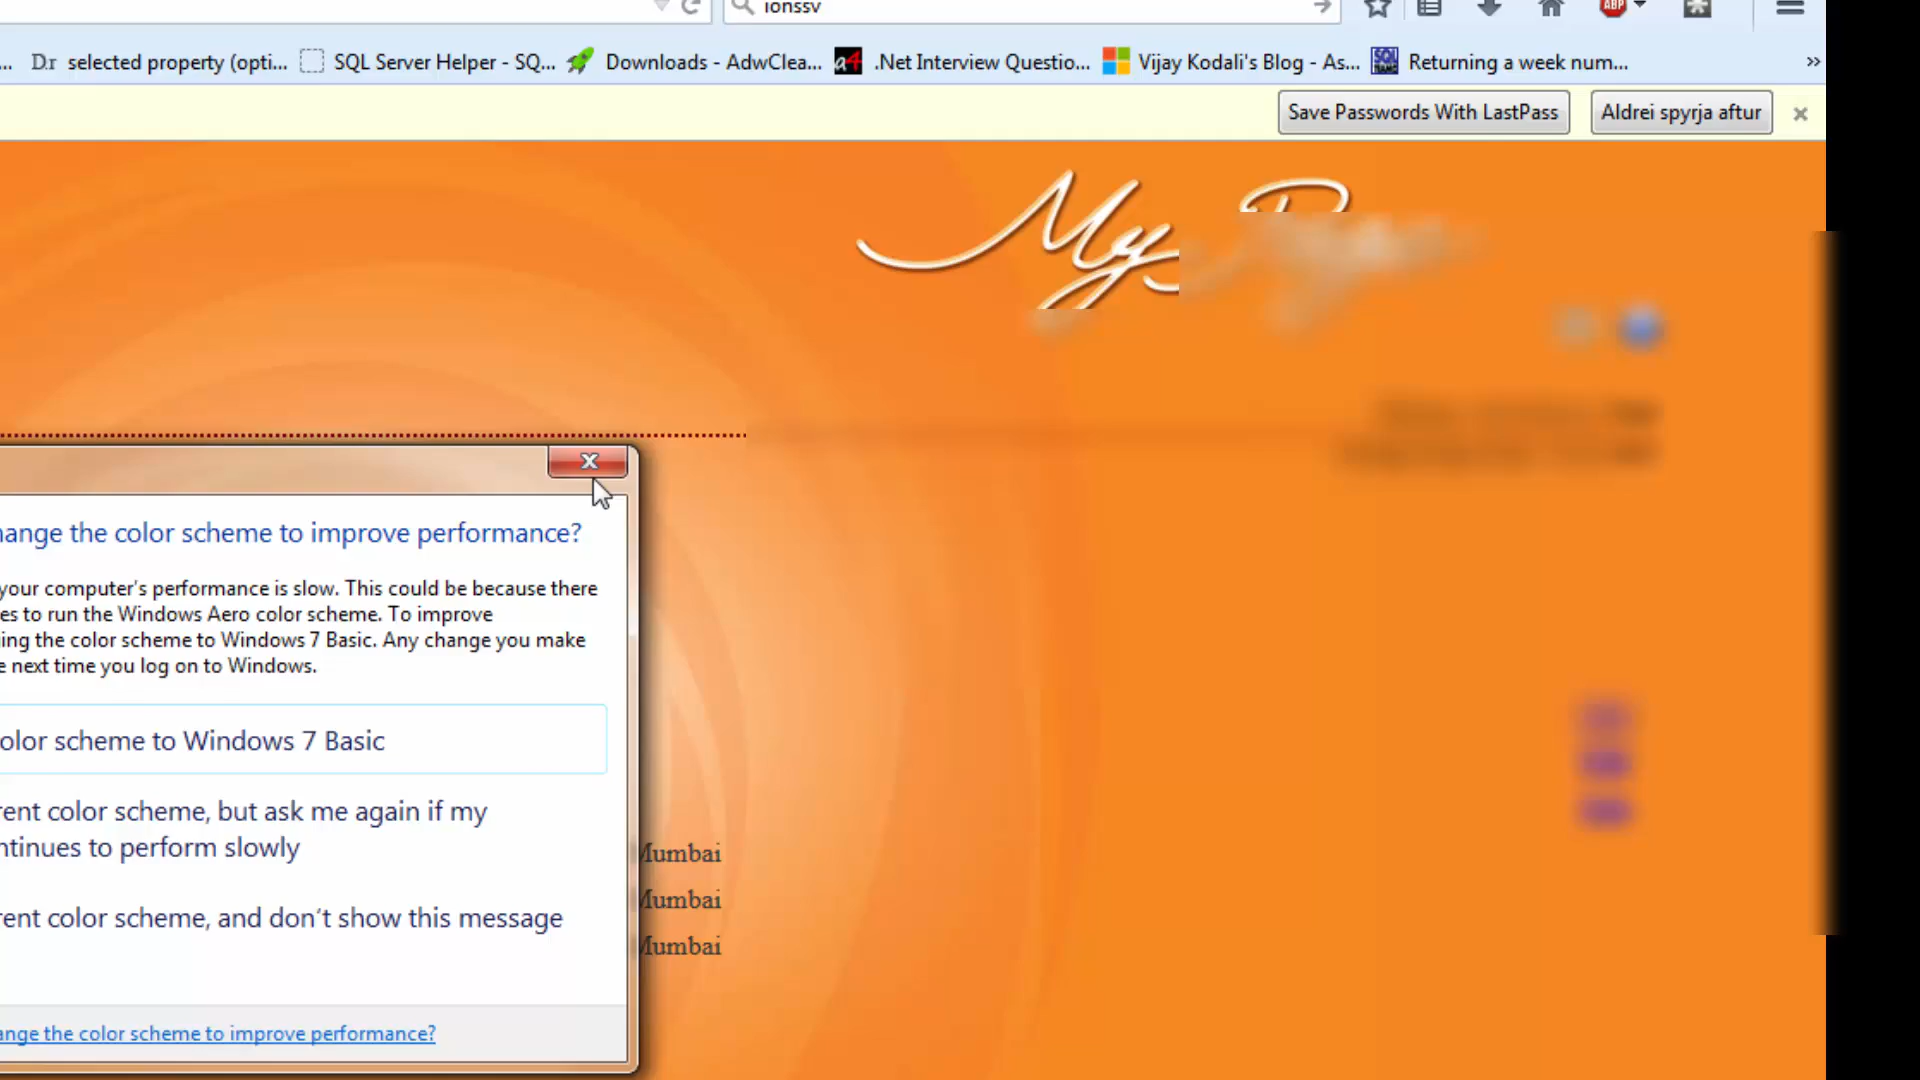 ionssv
ABP
... D.r selected property (opti... SQL Server Helper - SQ... Downloads - AdwClea... a4 .Net Interview Questio... Vijay Kodali's Blog - As... Returning a week num... »
Save Passwords With LastPass Aldrei spyrja aftur ×
My
x
ange the color scheme to improve performance?
your computer's performance is slow. This could be because there
es to run the Windows Aero color scheme. To improve
ing the color scheme to Windows 7 Basic. Any change you make
e next time you log on to Windows.
olor scheme to Windows 7 Basic
rent color scheme, but ask me again if my
ntinues to perform slowly
Mumbai
Mumbai
rent color scheme, and don't show this message
Mumbai
ange the color scheme to improve performance?